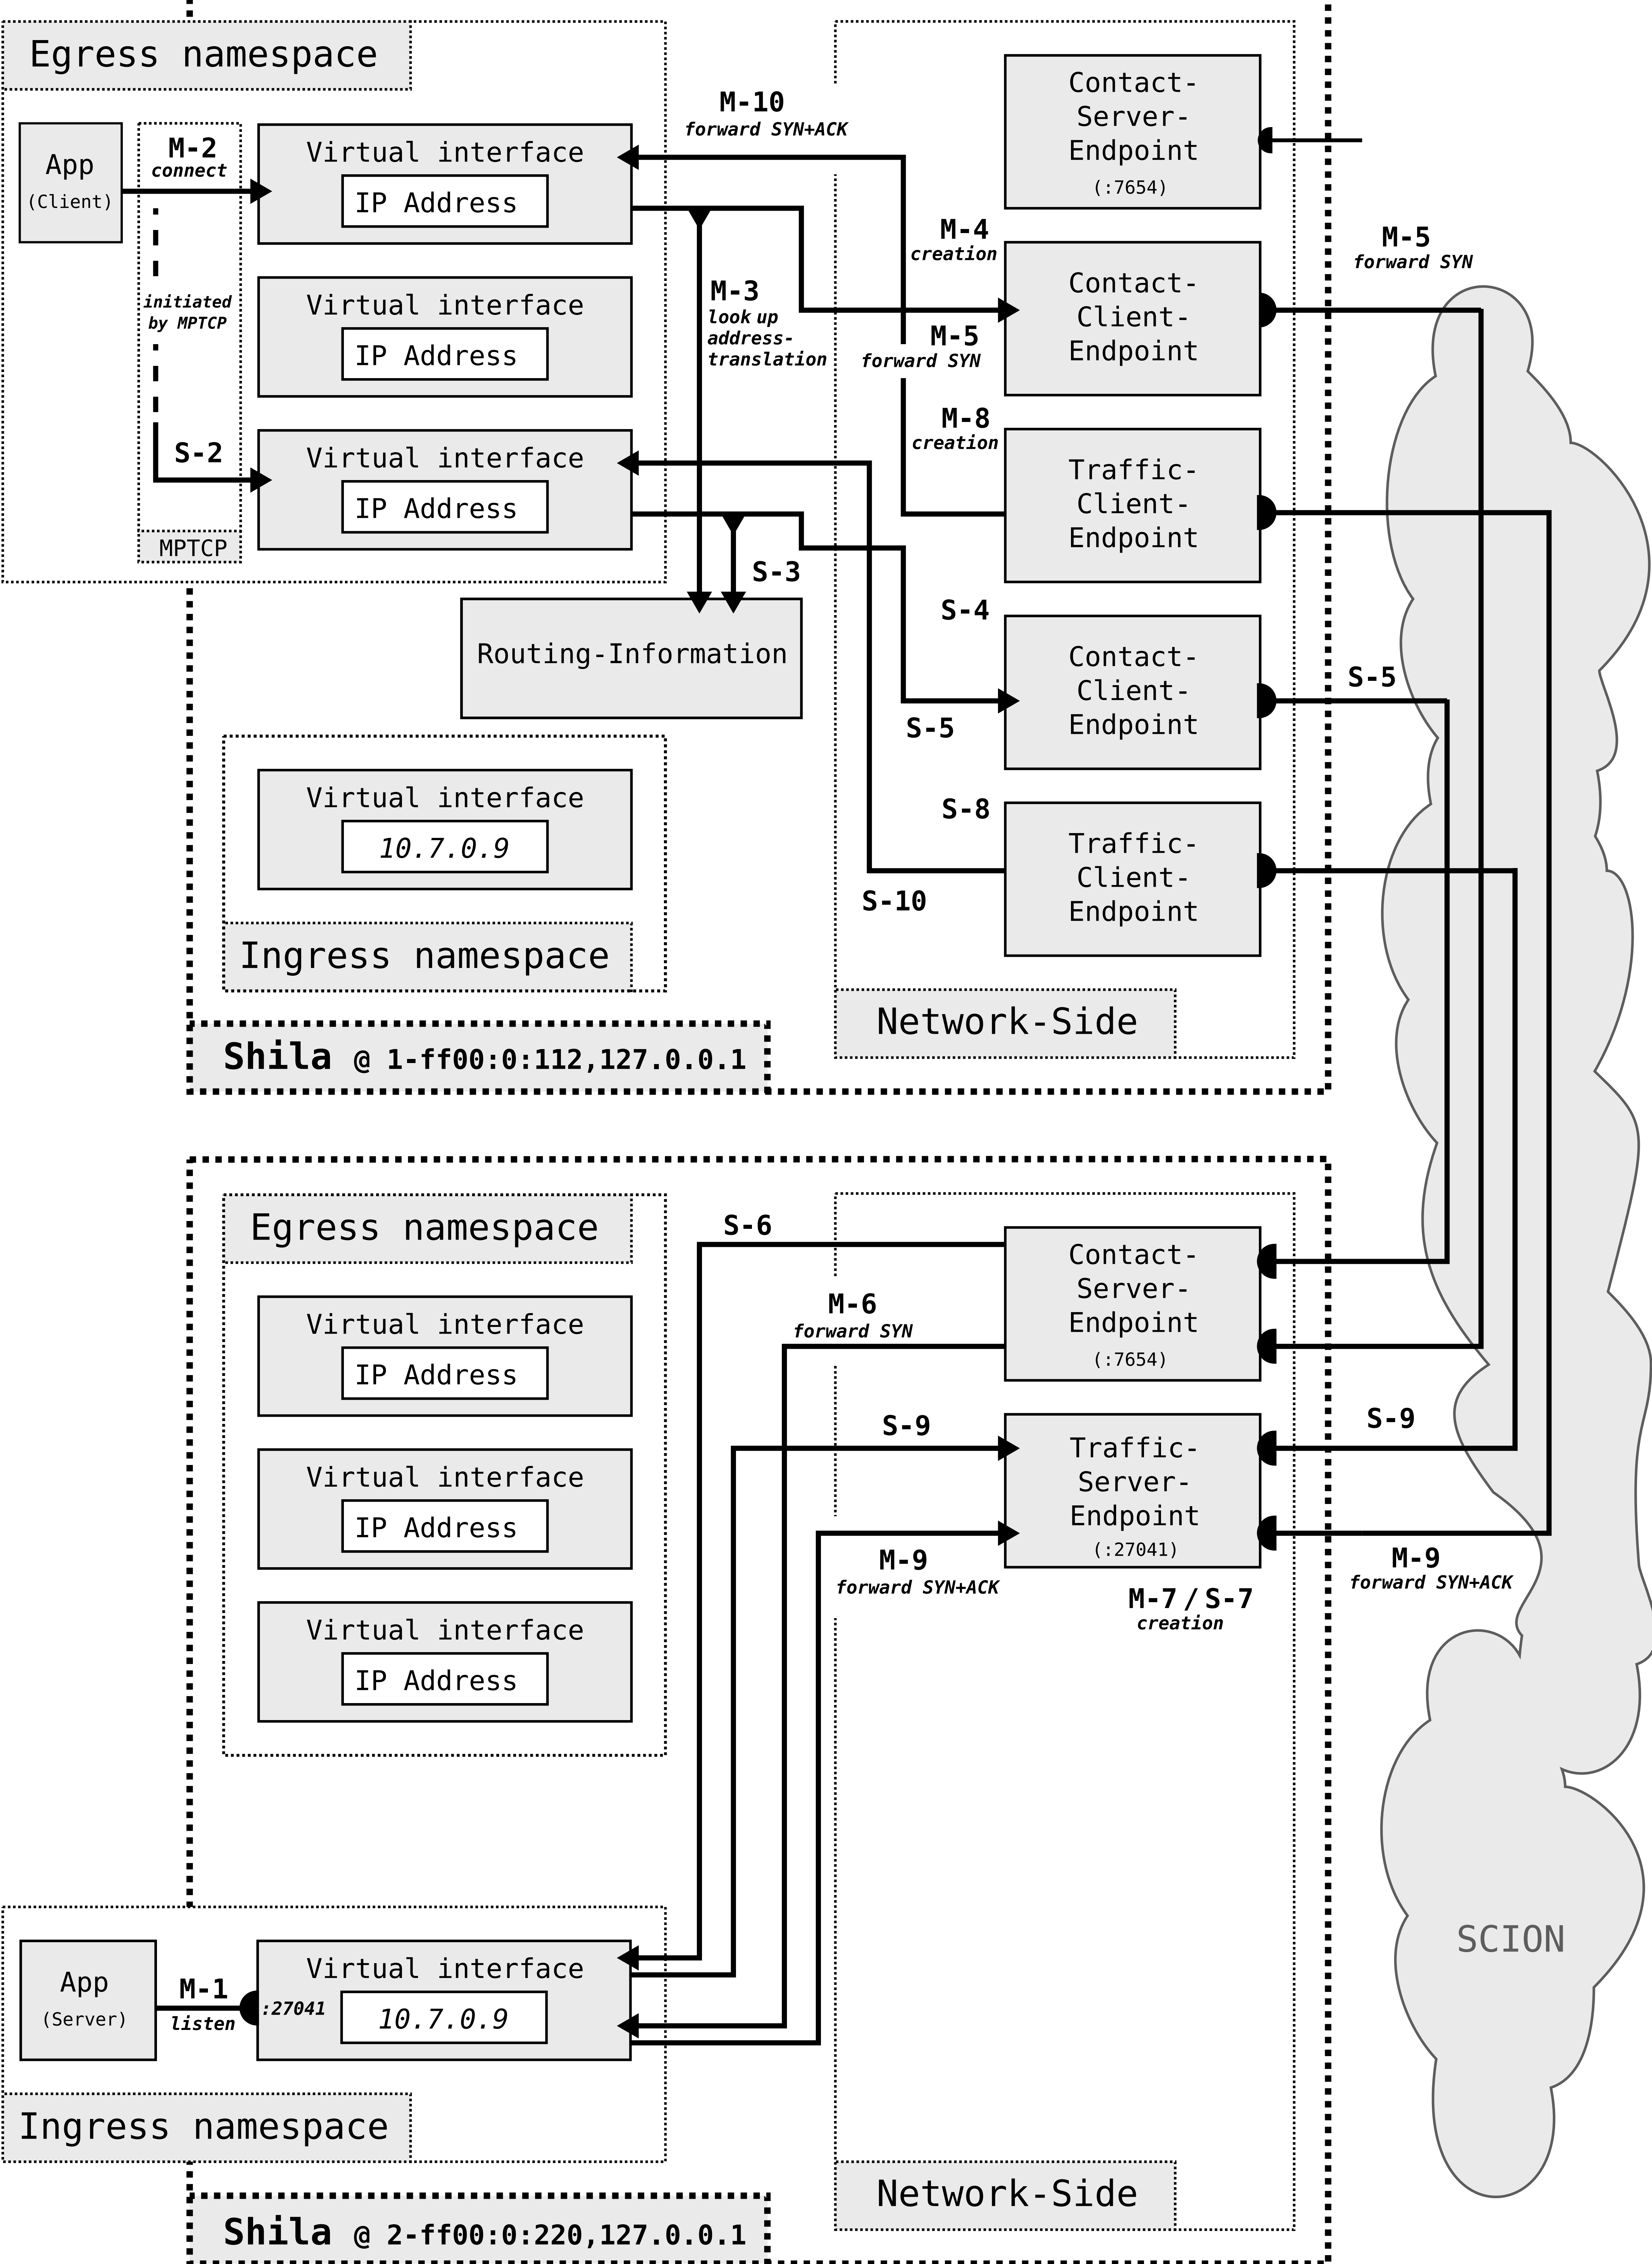 Egress namespace
App
(Client)
M-2
connect
initiated
by MPTCP
S-2
MPTCP
Virtual interface
IP Address
Virtual interface
IP Address
Virtual interface
IP Address
M-10
forward SYN+ACK
M-3
look up
address-
translation
S-3
Routing-Information
Contact-
Server-
Endpoint
(:7654)
M-4
creation
Contact-
Client-
Endpoint
M-5
forward SYN
M-5
forward SYN
M-8
creation
Traffic-
Client-
Endpoint
S-4
Contact-
Client-
Endpoint
S-5
S-5
S-8
Traffic-
Client-
Endpoint
S-10
Virtual interface
10.7.0.9
Ingress namespace
Network-Side
Shila @ 1-ff00:0:112,127.0.0.1
Egress namespace
Virtual interface
IP Address
Virtual interface
IP Address
Virtual interface
IP Address
S-6
M-6
forward SYN
Contact-
Server-
Endpoint
(:7654)
S-9
Traffic-
Server-
Endpoint
(:27041)
S-9
M-9
forward SYN+ACK
M-7 / S-7
creation
M-9
forward SYN+ACK
SCION
App
(Server)
M-1
listen
:27041
Virtual interface
10.7.0.9
Ingress namespace
Network-Side
Shila @ 2-ff00:0:220,127.0.0.1